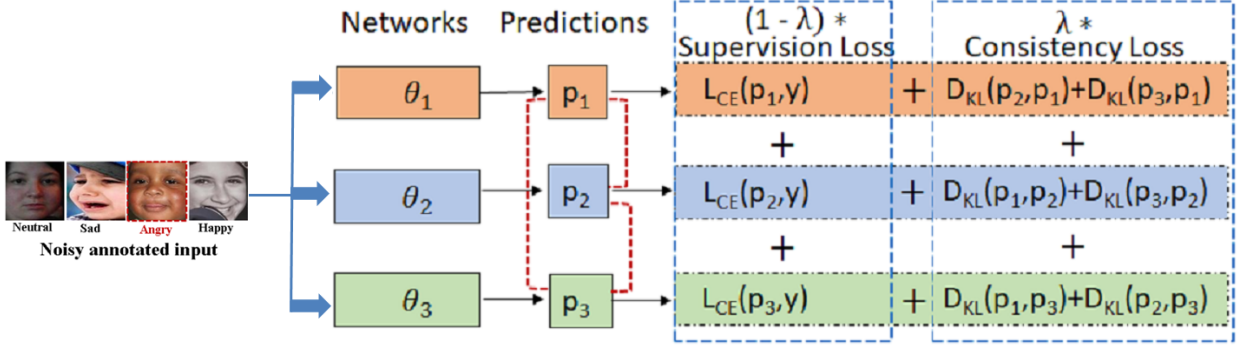 Networks Predictions (1 - λ) * λ *
Supervision Loss Consistency Loss
θ1 p1 LCE(p1,y) + DKL(p2,p1)+DKL(p3,p1)
+ +
θ2 p2 LCE(p2,y) + DKL(p1,p2)+DKL(p3,p2)
Neutral Sad Angry Happy
Noisy annotated input
+ +
θ3 p3 LCE(p3,y) + DKL(p1,p3)+DKL(p2,p3)